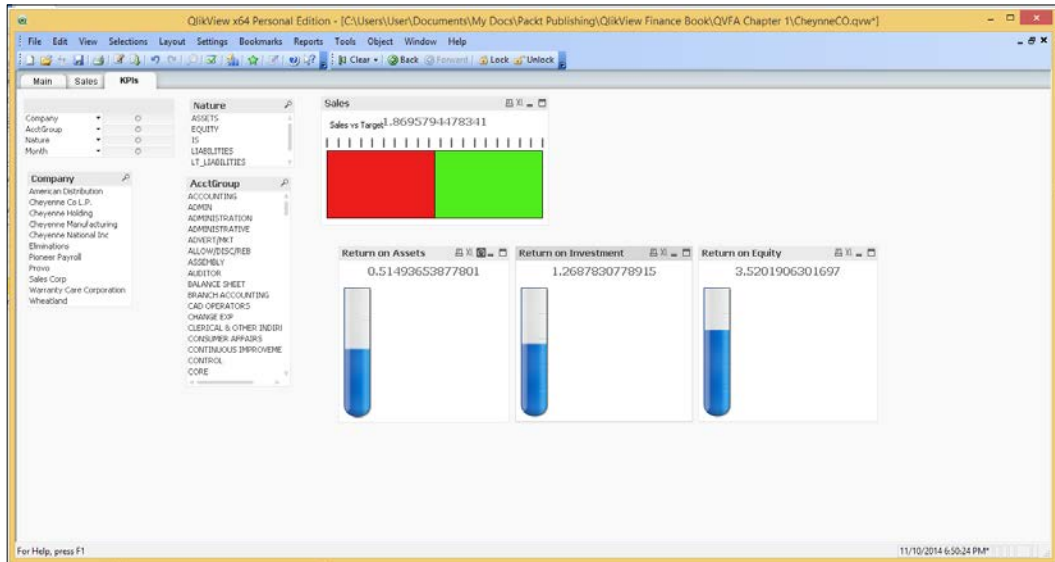 QlikView x64 Personal Edition - [C:\Users\User\Documents\My Docs\Packt Publishing\QlikView Finance Book\QVFA Chapter 1\CheynneCO.qvw*]
File Edit View Selections Layout Settings Bookmarks Reports Tools Object Window Help
Clear Back Forward Lock Unlock
Main Sales KPIs
Company
AcctGroup
Nature
Month
Company
American Distribution
Cheyenne Co L.P.
Cheyenne Holding
Cheyenne Manufacturing
Cheyenne National Inc
Eliminations
Pioneer Payroll
Provo
Sales Corp
Warranty Care Corporation
Wheatland
Nature
ASSETS
EQUITY
IS
LIABILITIES
LT_LIABILITIES
AcctGroup
ACCOUNTING
ADMIN
ADMINISTRATION
ADMINISTRATIVE
ADVERT/MKT
ALLOW/DISC/REB
ASSEMBLY
AUDITOR
BALANCE SHEET
BRANCH ACCOUNTING
CAD OPERATORS
CHANGE EXP
CLERICAL & OTHER INDIRI
CONSUMER AFFAIRS
CONTINUOUS IMPROVEME
CONTROL
CORE
Sales
XL
Sales vs Target 1.8695794478341
Return on Assets
XL
0.51493653877801
Return on Investment
XL
1.2687830778915
Return on Equity
XL
3.5201906301697
For Help, press F1
11/10/2014 6:50:24 PM*